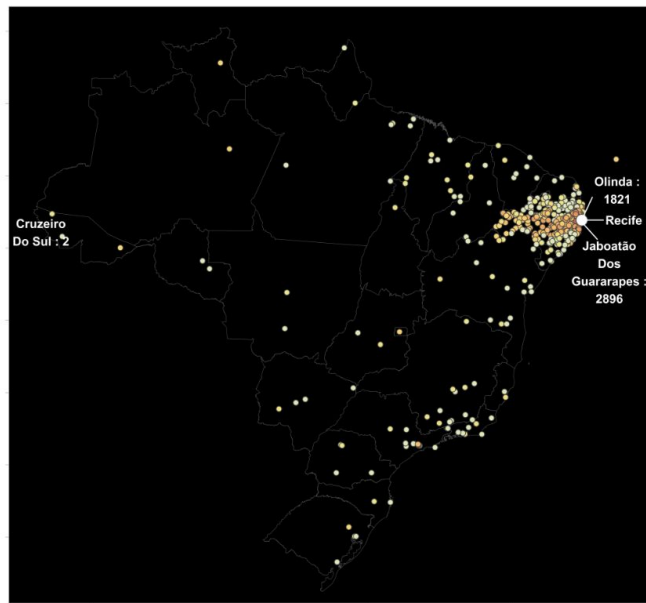 Olinda :
1821
Recife
Jaboatão
Dos
Guararapes :
2896
Cruzeiro
Do Sul : 2